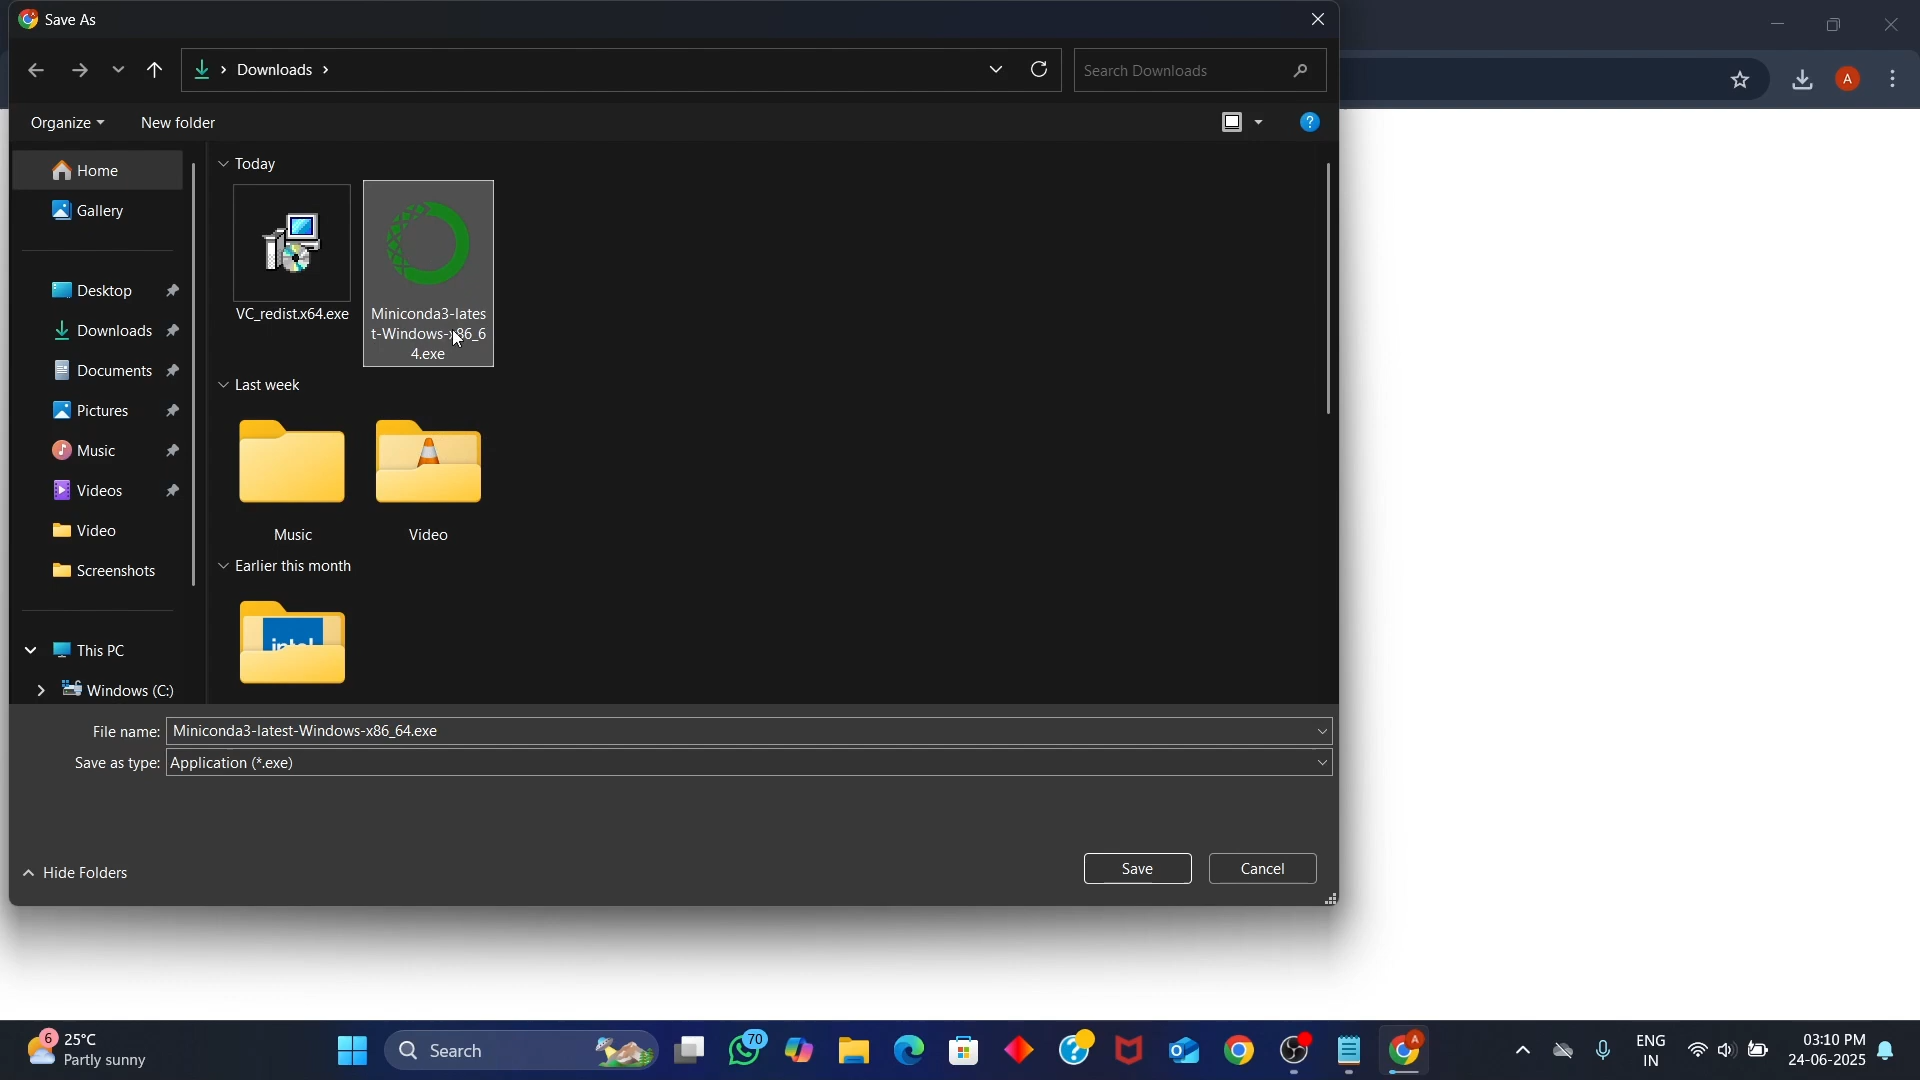 Save As
Downloads
Search Downloads
Organize
New folder
Home
Gallery
Desktop
Downloads
Documents
Pictures
Music
Videos
Video
Screenshots
This PC
Windows (C:)
Today
VC_redist.x64.exe
Miniconda3-lates
t-Windows-x86_6
4.exe
Last week
Music
Video
Earlier this month
intel
File name:
Miniconda3-latest-Windows-x86_64.exe
Save as type:
Application (*.exe)
Hide Folders
Save
Cancel
A
6
25°C
Partly sunny
Search
70
A
ENG
IN
03:10 PM
24-06-2025